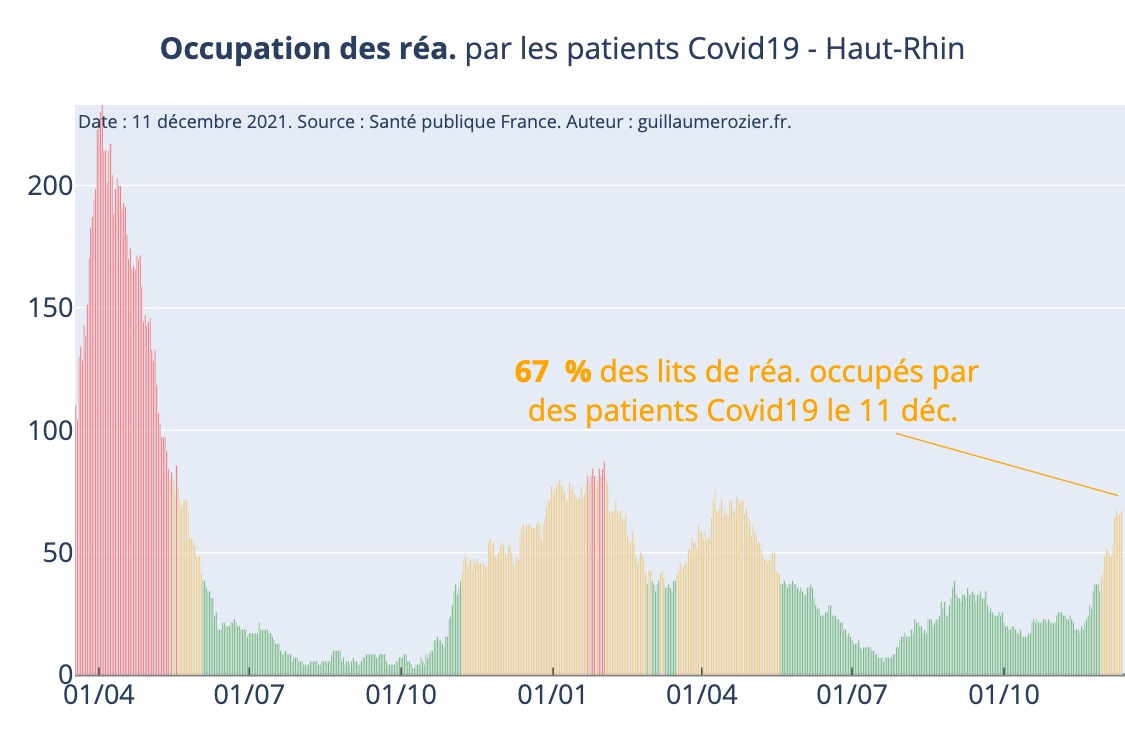 Occupation des réa. par les patients Covid19 - Haut-Rhin
Date : 11 décembre 2021. Source : Santé publique France. Auteur : guillaumerozier.fr.
200
150
67 % des lits de réa. occupés par
des patients Covid19 le 11 déc.
100
50
0
01/04 01/07 01/10 01/01 01/04 01/07 01/10